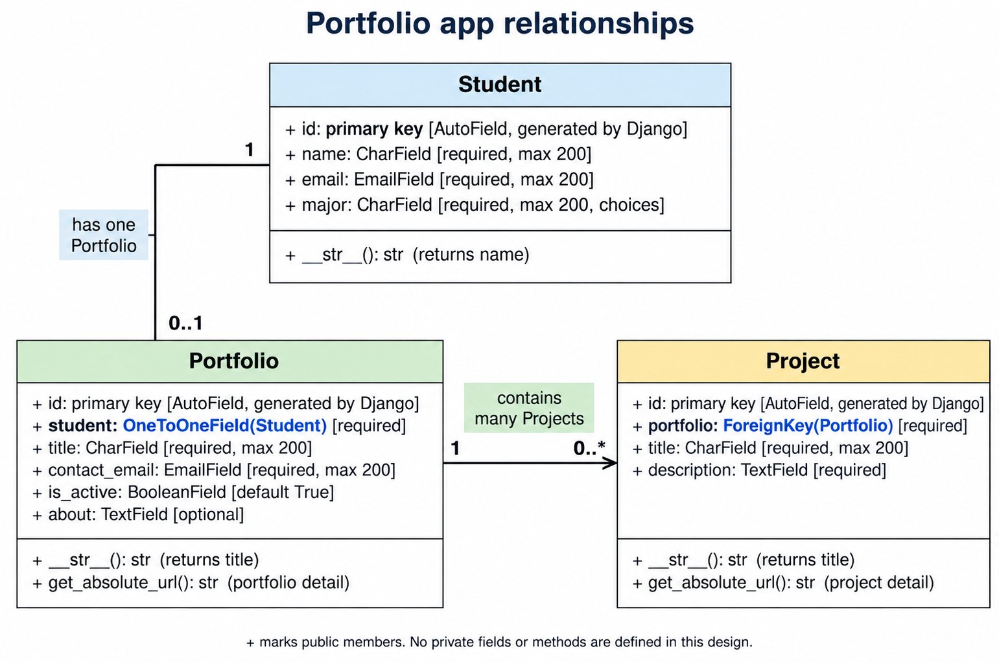 Portfolio app relationships
Student
+ id: primary key [AutoField, generated by Django]
+ name: CharField [required, max 200]
+ email: EmailField [required, max 200]
+ major: CharField [required, max 200, choices]
+ __str__(): str (returns name)
1
has one
Portfolio
0..1
Portfolio
+ id: primary key [AutoField, generated by Django]
+ student: OneToOneField(Student) [required]
+ title: CharField [required, max 200]
+ contact_email: EmailField [required, max 200]
+ is_active: BooleanField [default True]
+ about: TextField [optional]
+ __str__(): str (returns title)
+ get_absolute_url(): str (portfolio detail)
contains
many Projects
1
0..*
Project
+ id: primary key [AutoField, generated by Django]
+ portfolio: ForeignKey(Portfolio) [required]
+ title: CharField [required, max 200]
+ description: TextField [required]
+ __str__(): str (returns title)
+ get_absolute_url(): str (project detail)
+ marks public members. No private fields or methods are defined in this design.